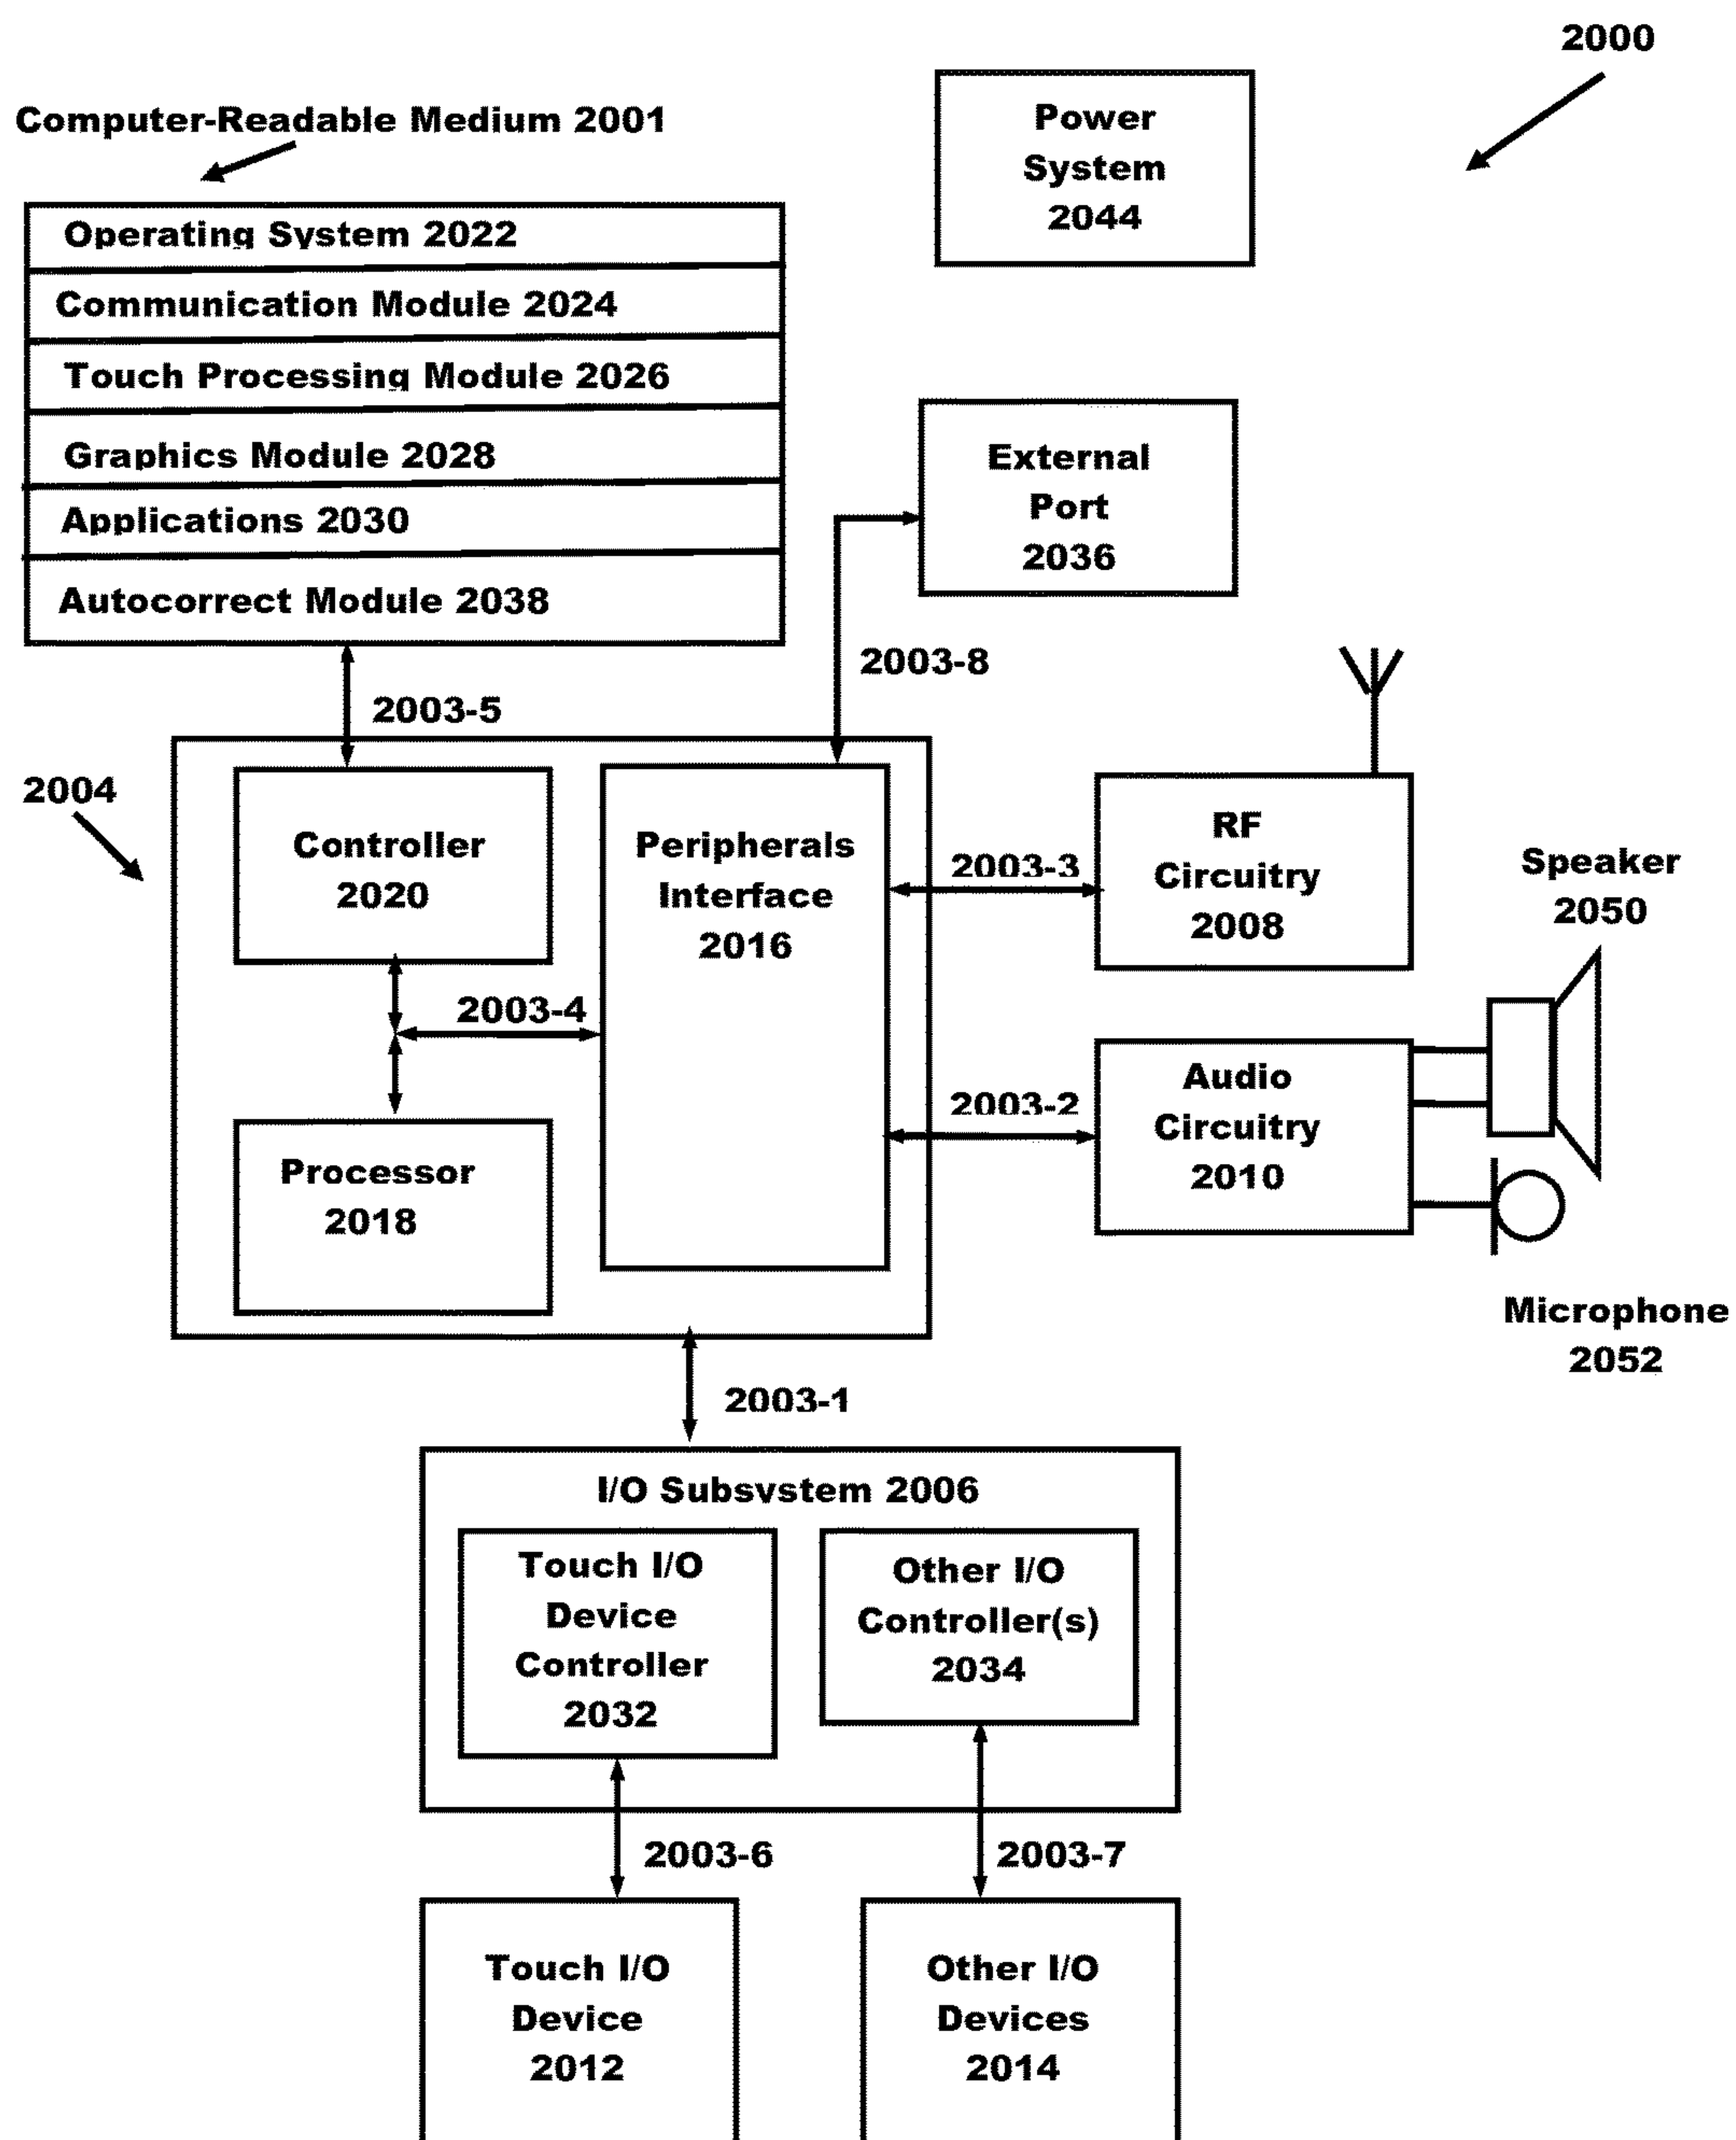 2000
Computer-Readable Medium 2001
Power
System
2044
Operating System 2022
Communication Module 2024
Touch Processing Module 2026
Graphics Module 2028
Applications 2030
Autocorrect Module 2038
External
Port
2036
2003-8
2003-5
2004
Controller
2020
Peripherals
Interface
2016
2003-3
RF
Circuitry
2008
Speaker
2050
2003-4
2003-2
Audio
Circuitry
2010
Processor
2018
Microphone
2052
2003-1
I/O Subsystem 2006
Touch I/O
Device
Controller
2032
Other I/O
Controller(s)
2034
2003-6
2003-7
Touch I/O
Device
2012
Other I/O
Devices
2014